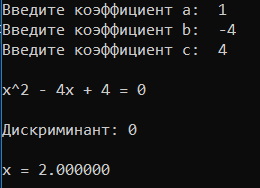 Введите коэффициент a:  1
Введите коэффициент b:  -4
Введите коэффициент c:  4
x^2 - 4x + 4 = 0
Дискриминант: 0
x = 2.000000